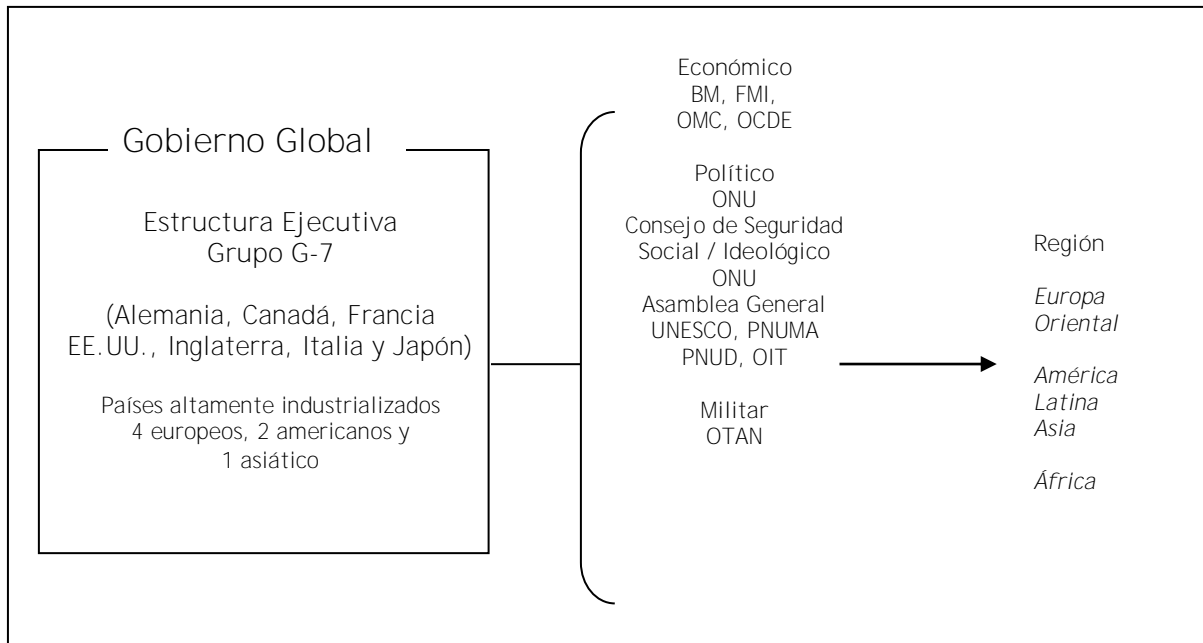 Gobierno Global
Estructura Ejecutiva
Grupo G-7
(Alemania, Canadá, Francia
EE.UU., Inglaterra, Italia y Japón)
Países altamente industrializados
4 europeos, 2 americanos y
1 asiático
Económico
BM, FMI,
OMC, OCDE
Político
ONU
Consejo de Seguridad
Social / Ideológico
ONU
Asamblea General
UNESCO, PNUMA
PNUD, OIT
Militar
OTAN
Región
Europa
Oriental
América
Latina
Asia
África